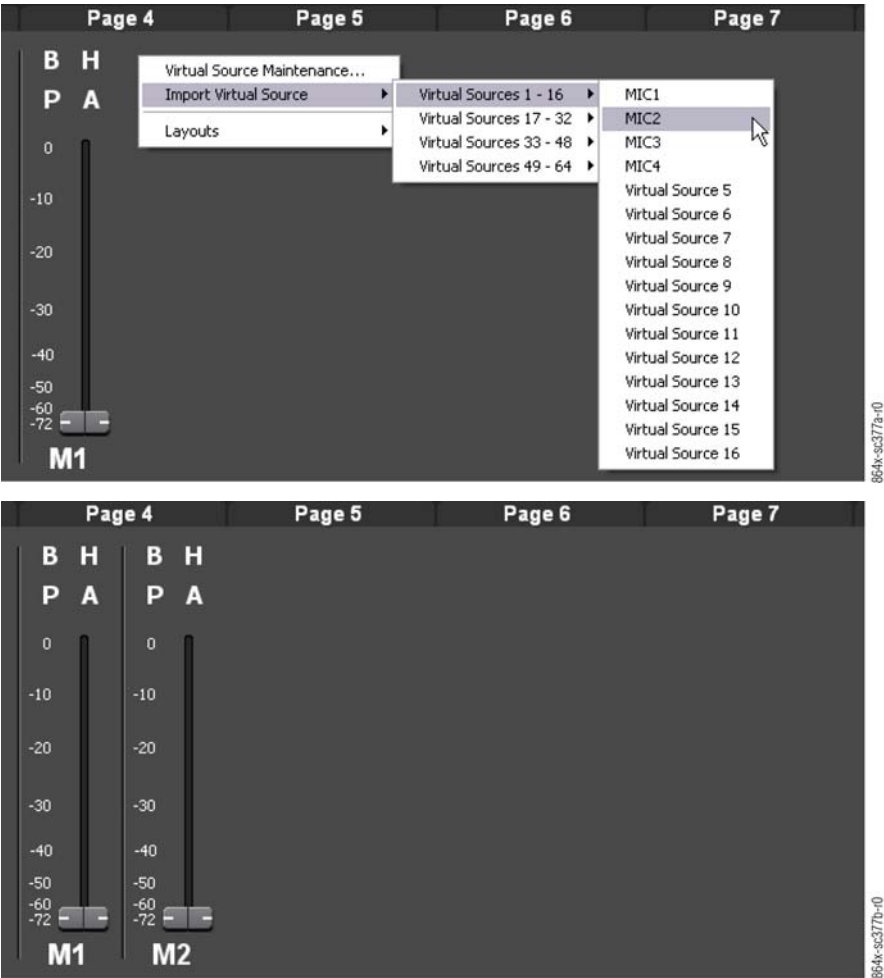 Page 4 Page 5 Page 6 Page 7
B H
P A
0
-10
-20
-30
-40
-50
-60
-72
M1
Virtual Source Maintenance...
Import Virtual Source
Layouts
Virtual Sources 1 - 16
Virtual Sources 17 - 32
Virtual Sources 33 - 48
Virtual Sources 49 - 64
MIC1
MIC2
MIC3
MIC4
Virtual Source 5
Virtual Source 6
Virtual Source 7
Virtual Source 8
Virtual Source 9
Virtual Source 10
Virtual Source 11
Virtual Source 12
Virtual Source 13
Virtual Source 14
Virtual Source 15
Virtual Source 16
864x-sc377a-r0
Page 4 Page 5 Page 6 Page 7
B H B H
P A P A
0 0
-10 -10
-20 -20
-30 -30
-40 -40
-50 -50
-60 -60
-72 -72
M1 M2
864x-sc377b-r0